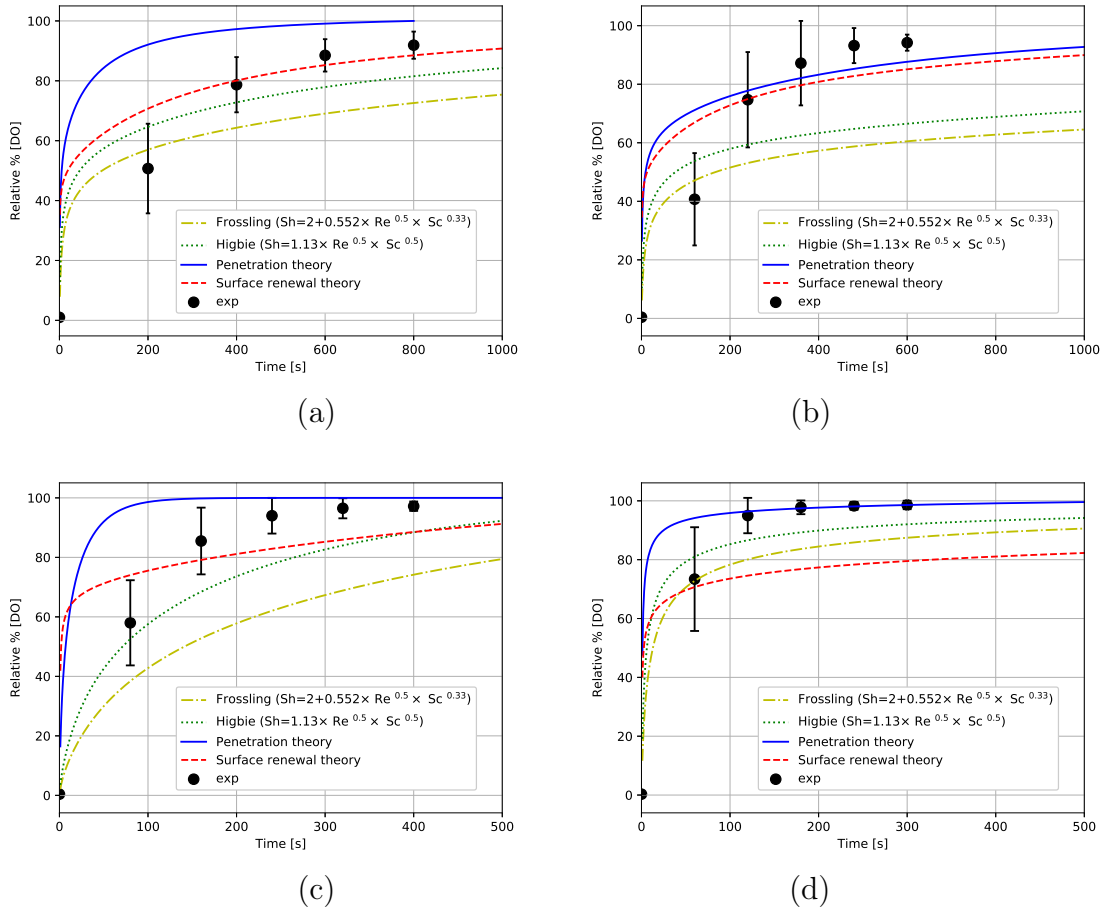 100
80
60
40
20
0
Relative % [DO]
0 200 400 600 800 1000
Time [s]
Frossling (Sh=2+0.552× Re 0.5 × Sc 0.33)
Higbie (Sh=1.13× Re 0.5 × Sc 0.5)
Penetration theory
Surface renewal theory
exp
(a)
100
80
60
40
20
0
Relative % [DO]
0 200 400 600 800 1000
Time [s]
Frossling (Sh=2+0.552× Re 0.5 × Sc 0.33)
Higbie (Sh=1.13× Re 0.5 × Sc 0.5)
Penetration theory
Surface renewal theory
exp
(b)
100
80
60
40
20
0
Relative % [DO]
0 100 200 300 400 500
Time [s]
Frossling (Sh=2+0.552× Re 0.5 × Sc 0.33)
Higbie (Sh=1.13× Re 0.5 × Sc 0.5)
Penetration theory
Surface renewal theory
exp
(c)
100
80
60
40
20
0
Relative % [DO]
0 100 200 300 400 500
Time [s]
Frossling (Sh=2+0.552× Re 0.5 × Sc 0.33)
Higbie (Sh=1.13× Re 0.5 × Sc 0.5)
Penetration theory
Surface renewal theory
exp
(d)